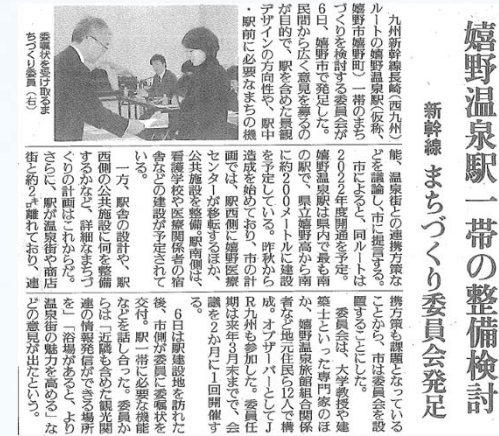 嬉野温泉駅一帯の整備検討
新幹線 まちづくり委員会発足
九州新幹線長崎（西九州）
ルートの嬉野温泉駅（仮称、
嬉野市嬉野町）一帯のまち
づくりを検討する委員会が
6日、嬉野市で発足した。
民間から広く意見を募るの
が目的で、駅を含めた景観
デザインの方向性や、駅中
・駅前に必要なまちの機
委嘱状を受け取るま
ちづくり委員（右）
能、温泉街との連携方策な
どを議論し、市に提言する。
市によると、同ルートは
2022年度開通を予定。
嬉野温泉駅は県内で最も南
の駅で、県立嬉野高から南
に約200メートルに建設
を予定している。昨秋から
造成を始めており、市の計
画では、駅西側に嬉野医療
センターが移転するほか、
公共施設を整備。駅南側は、
看護学校や医療関係者の宿
舎などの建設が予定されて
いる。
一方、駅舎の設計や、駅
西側の公共施設に何を整備
するかなど、詳細なまちづ
くりの計画はこれからだ。
さらに、駅が温泉街や商店
街と約2㌔離れており、連
携方策も課題となっている
ことから、市は委員会を設
置することにした。
委員会は、大学教授や建
築士といった専門家のほ
か、嬉野温泉旅館組合関係
者など地元住民ら12人で構
成。オブザーバーとしてJ
R九州も参加した。委員任
期は来年3月末までで、会
議を2か月に1回開催す
る。
6日は駅建設地を訪れた
後、市側が委員に委嘱状を
交付。駅一帯に必要な機能
などを話し合った。委員か
らは「近隣も含めた観光関
連の情報発信ができる場所
を」「浴場があると、より
温泉街の魅力を高める」な
どの意見が出たという。